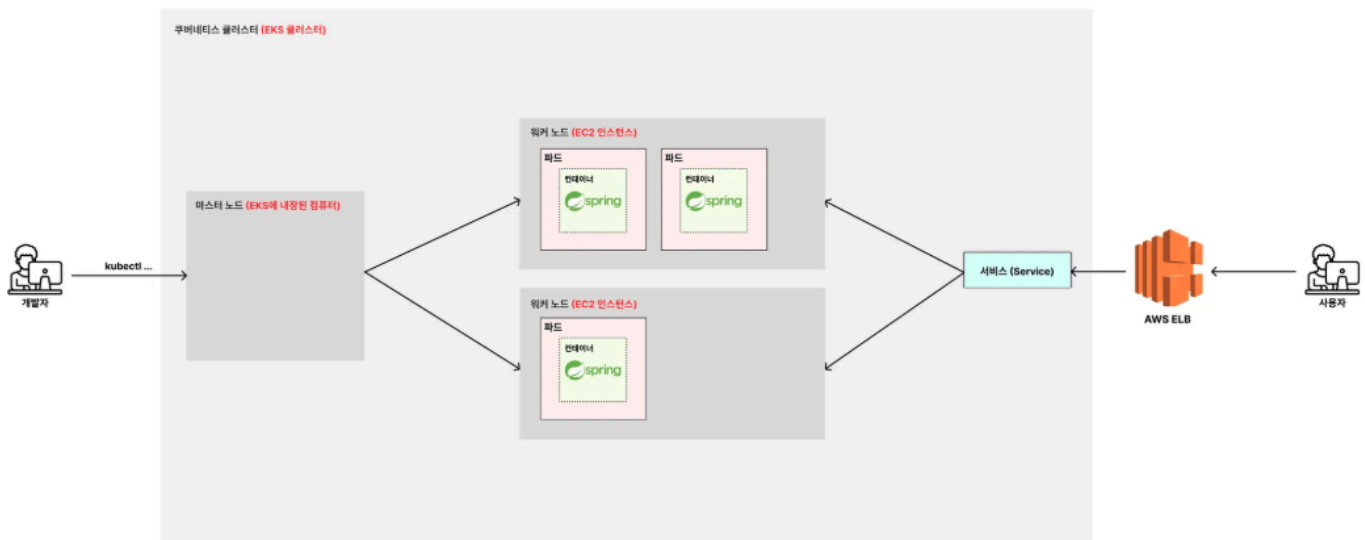 쿠버네티스 클러스터 (EKS 클러스터)
워커 노드 (EC2 인스턴스)
파드
컨테이너
spring
파드
컨테이너
spring
마스터 노드 (EKS에 내장된 컴퓨터)
kubectl ...
개발자
서비스 (Service)
AWS ELB
사용자
워커 노드 (EC2 인스턴스)
파드
컨테이너
spring